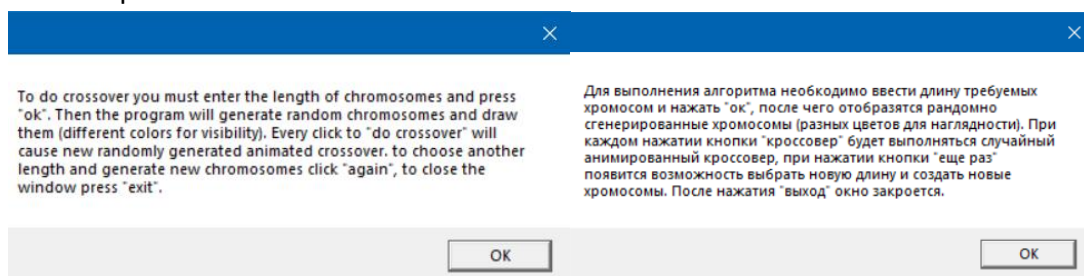 To do crossover you must enter the length of chromosomes and press
"ok". Then the program will generate random chromosomes and draw
them (different colors for visibility). Every click to "do crossover" will
cause new randomly generated animated crossover. to choose another
length and generate new chromosomes click "again", to close the
window press "exit".
OK
Для выполнения алгоритма необходимо ввести длину требуемых
хромосом и нажать "ок", после чего отобразятся рандомно
сгенерированные хромосомы (разных цветов для наглядности). При
каждом нажатии кнопки "кроссовер" будет выполняться случайный
анимированный кроссовер, при нажатии кнопки "еще раз"
появится возможность выбрать новую длину и создать новые
хромосомы. После нажатия "выход" окно закроется.
OK